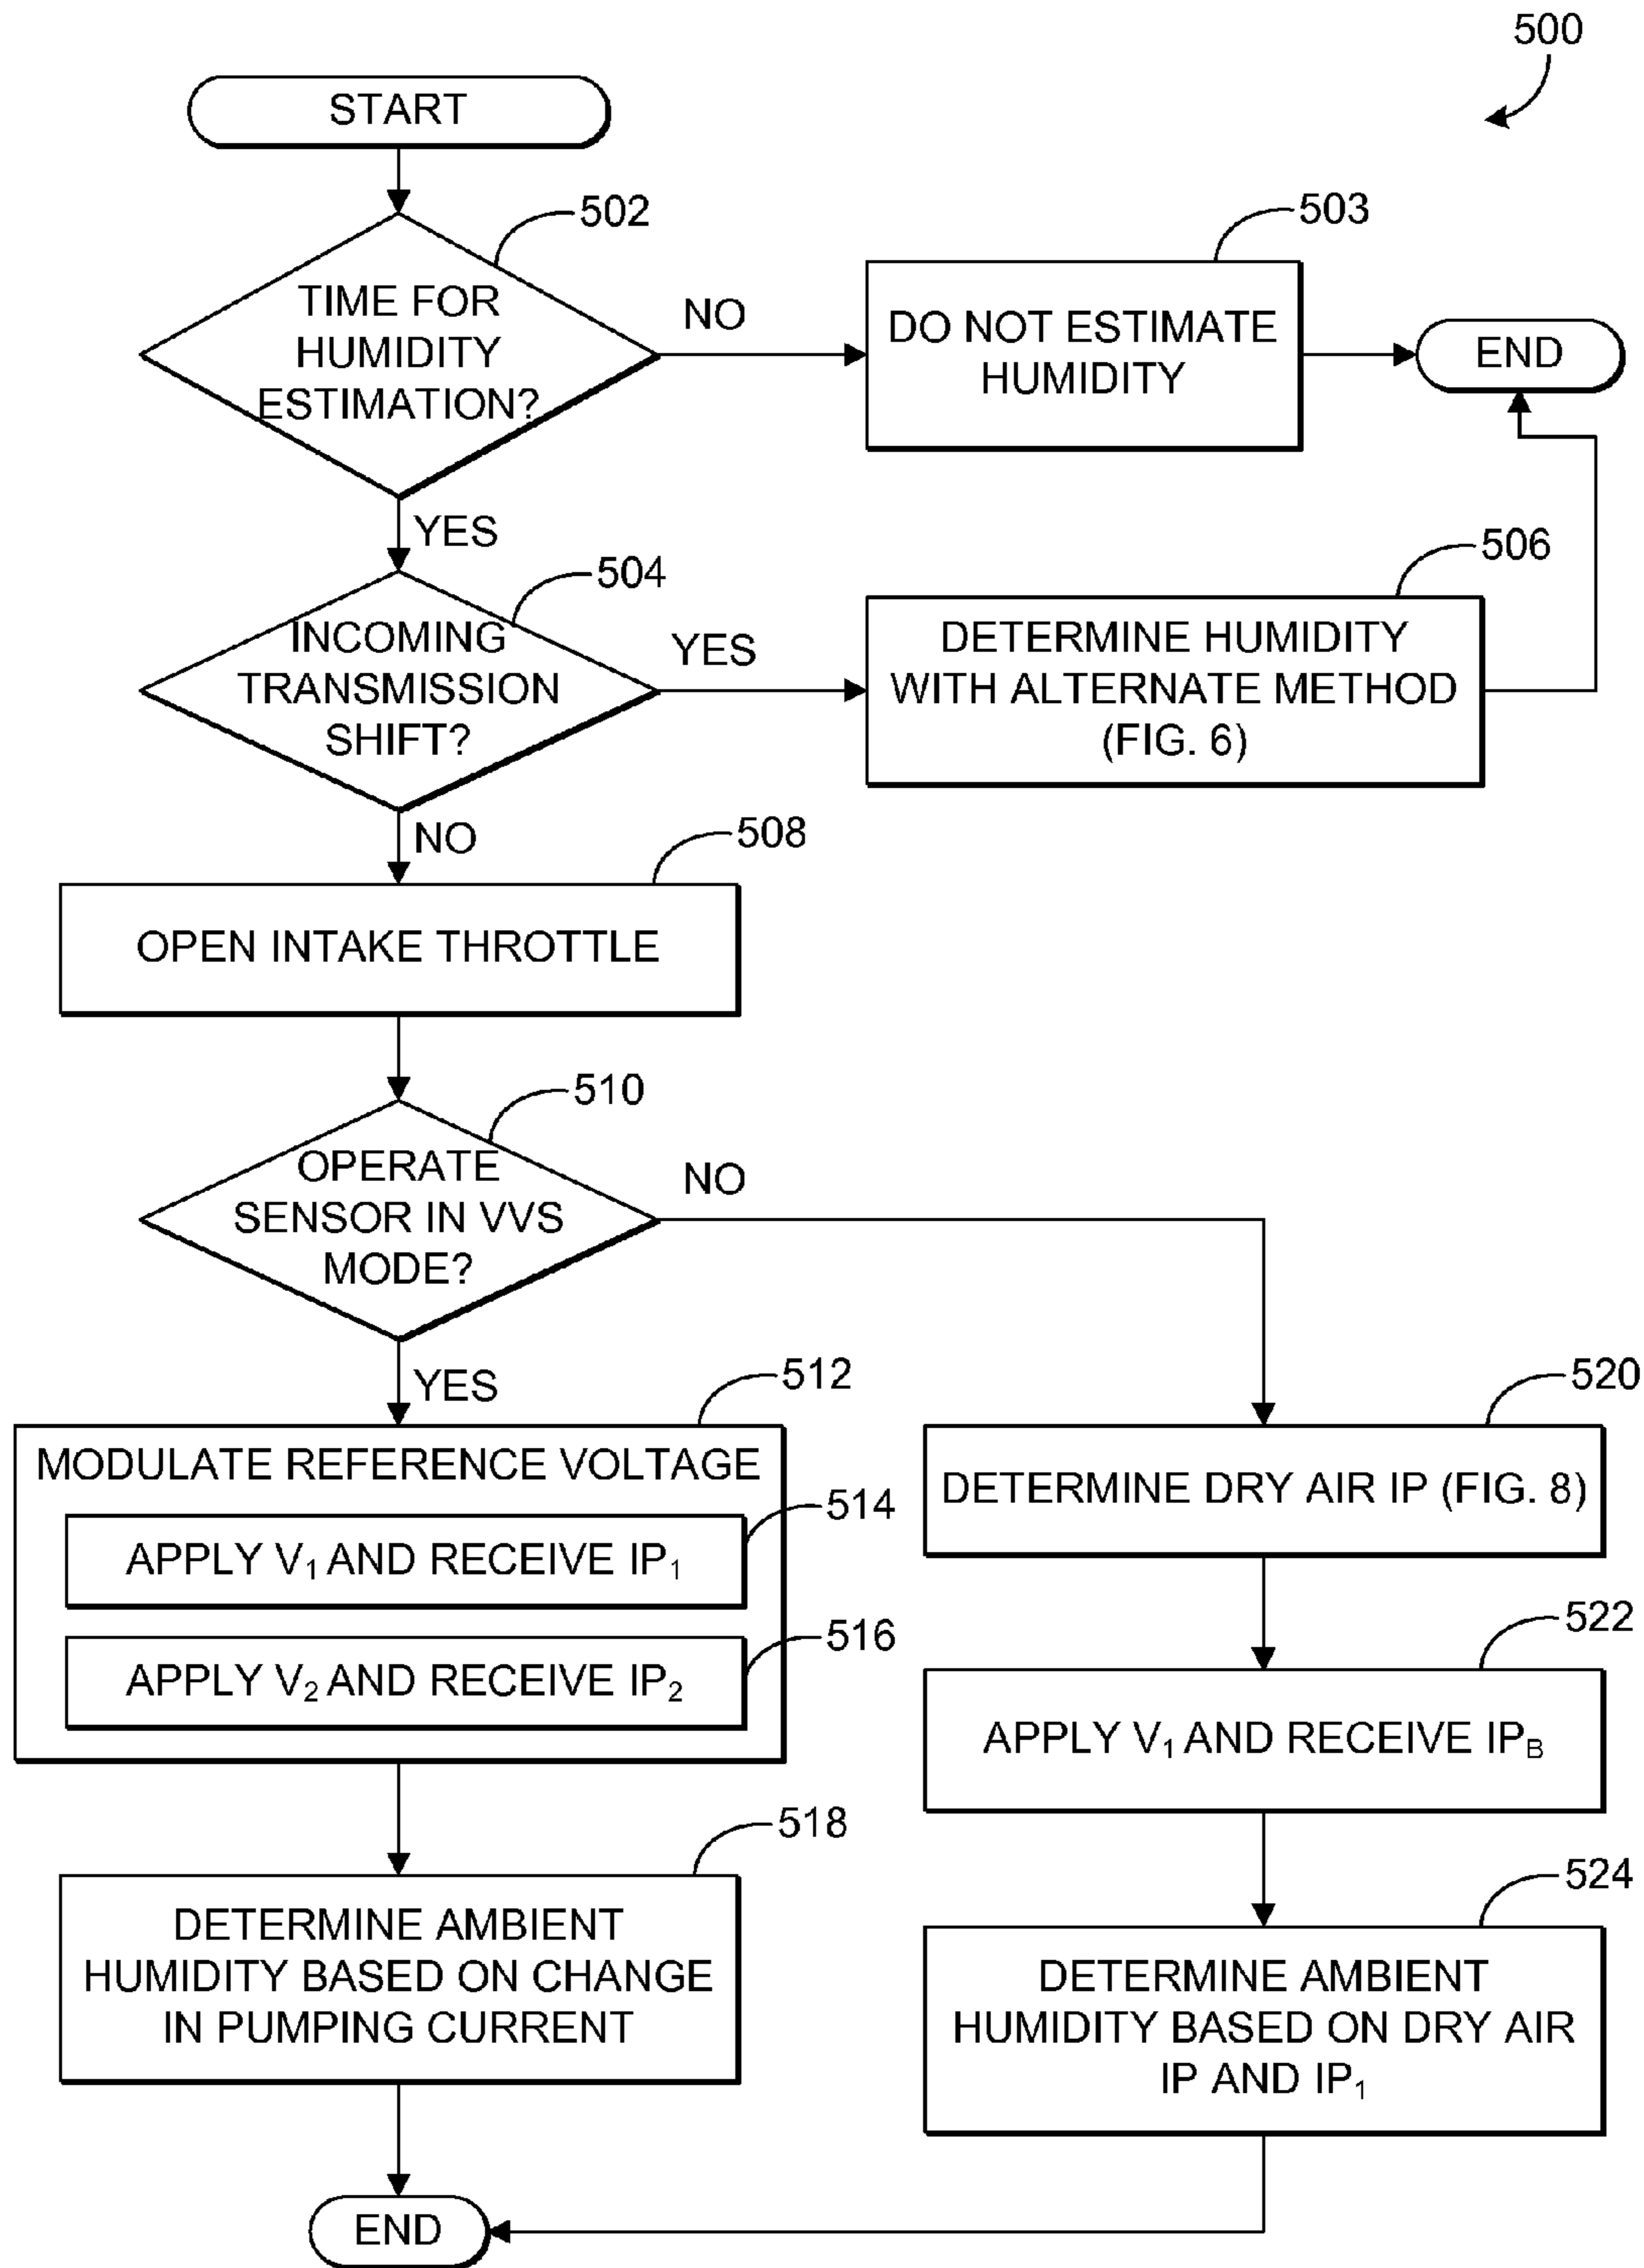 500
START
502
TIME FOR
HUMIDITY
ESTIMATION?
NO
503
DO NOT ESTIMATE
HUMIDITY
END
YES
504
INCOMING
TRANSMISSION
SHIFT?
YES
506
DETERMINE HUMIDITY
WITH ALTERNATE METHOD
(FIG. 6)
NO
508
OPEN INTAKE THROTTLE
510
OPERATE
SENSOR IN VVS
MODE?
NO
YES
512
MODULATE REFERENCE VOLTAGE
514
APPLY V₁ AND RECEIVE IP₁
516
APPLY V₂ AND RECEIVE IP₂
518
DETERMINE AMBIENT
HUMIDITY BASED ON CHANGE
IN PUMPING CURRENT
520
DETERMINE DRY AIR IP (FIG. 8)
522
APPLY V₁ AND RECEIVE IP_B
524
DETERMINE AMBIENT
HUMIDITY BASED ON DRY AIR
IP AND IP₁
END